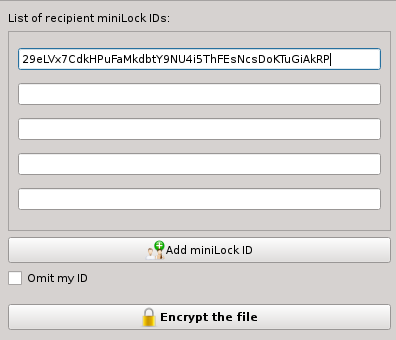 List of recipient miniLock IDs:
29eLVx7CdkHPuFaMkdbtY9NU4i5ThFEsNcsDoKTuGiAkRP
Add miniLock ID
Omit my ID
Encrypt the file